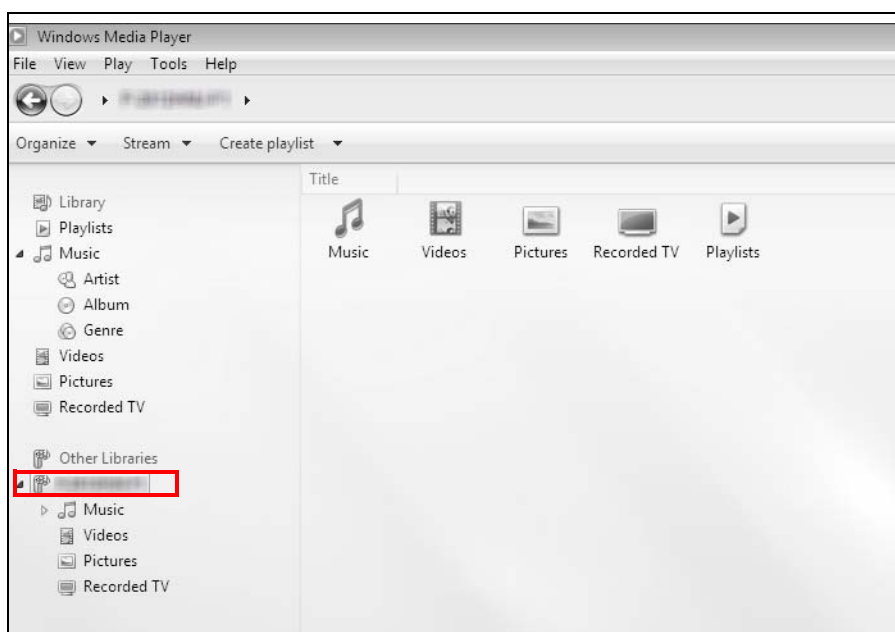 Windows Media Player
File View Play Tools Help
Organize Stream Create playlist
Title
Library
Playlists
Music
Artist
Album
Genre
Videos
Pictures
Recorded TV
Other Libraries
Music
Videos
Pictures
Recorded TV
Music Videos Pictures Recorded TV Playlists